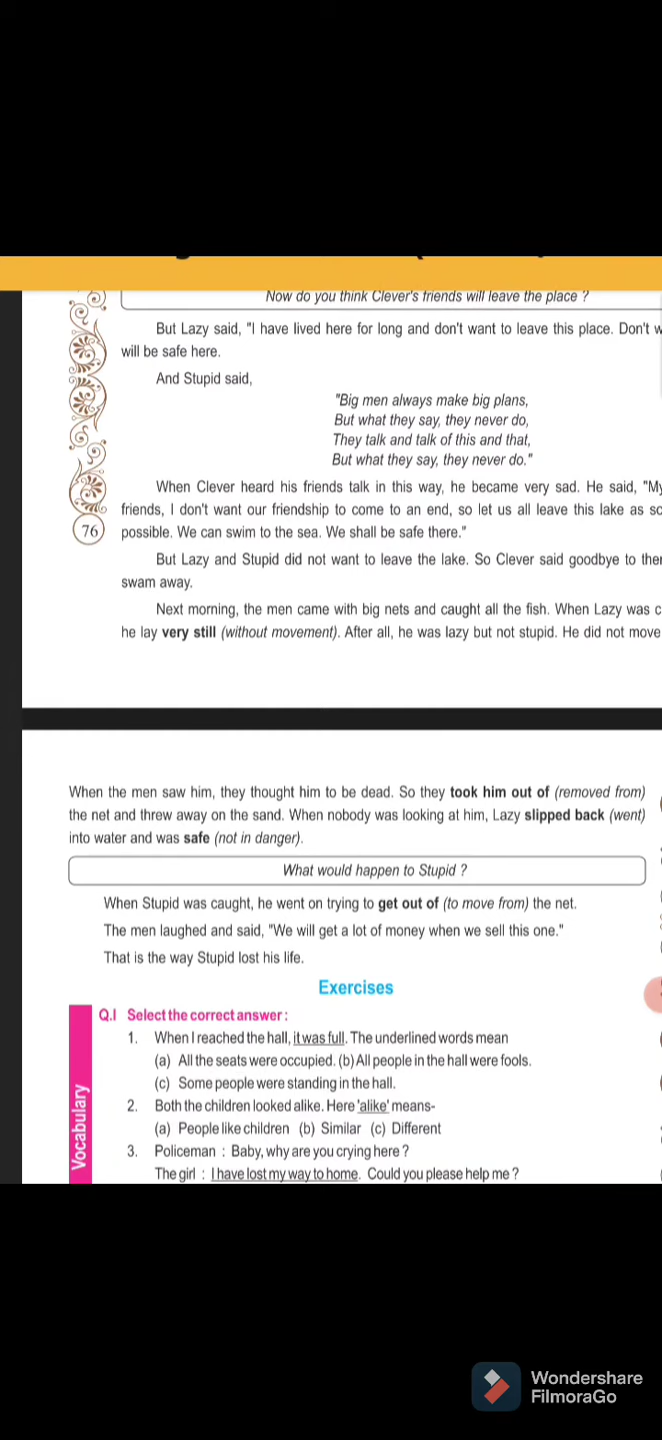 Now do you think Clever's friends will leave the place ?
But Lazy said, "I have lived here for long and don't want to leave this place. Don't
will be safe here.
And Stupid said,
"Big men always make big plans,
But what they say, they never do,
They talk and talk of this and that,
But what they say, they never do."
When Clever heard his friends talk in this way, he became very sad. He said, "My
friends, I don't want our friendship to come to an end, so let us all leave this lake as
76
possible. We can swim to the sea. We shall be safe there."
But Lazy and Stupid did not want to leave the lake. So Clever said goodbye to
swam away.
Next morning, the men came with big nets and caught all the fish. When Lazy was
he lay very still (without movement). After all, he was lazy but not stupid. He did not move
When the men saw him, they thought him to be dead. So they took him out of (removed from)
the net and threw away on the sand. When nobody was looking at him, Lazy slipped back (went)
into water and was safe (not in danger).
What would happen to Stupid ?
When Stupid was caught, he went on trying to get out of (to move from) the net.
The men laughed and said, "We will get a lot of money when we sell this one."
That is the way Stupid lost his life.
Exercises
Q.I Select the correct answer :
1. When I reached the hall, it was full. The underlined words mean
(a) All the seats were occupied. (b) All people in the hall were fools.
(c) Some people were standing in the hall.
2. Both the children looked alike. Here 'alike' means-
(a) People like children (b) Similar (c) Different
3. Policeman : Baby, why are you crying here ?
The girl : I have lost my way to home. Could you please help me ?
Vocabulary
Wondershare
FilmoraGo